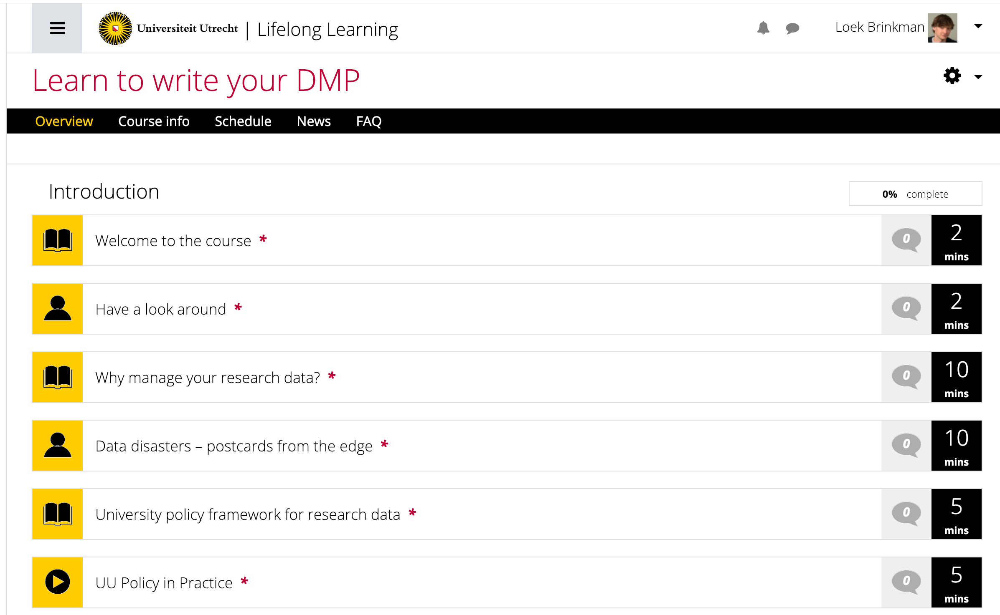 Universiteit Utrecht | Lifelong Learning
Loek Brinkman
Learn to write your DMP
Overview Course info Schedule News FAQ
Introduction
0% complete
Welcome to the course *
0
2
mins
Have a look around *
0
2
mins
Why manage your research data? *
0
10
mins
Data disasters – postcards from the edge *
0
10
mins
University policy framework for research data *
0
5
mins
UU Policy in Practice *
0
5
mins